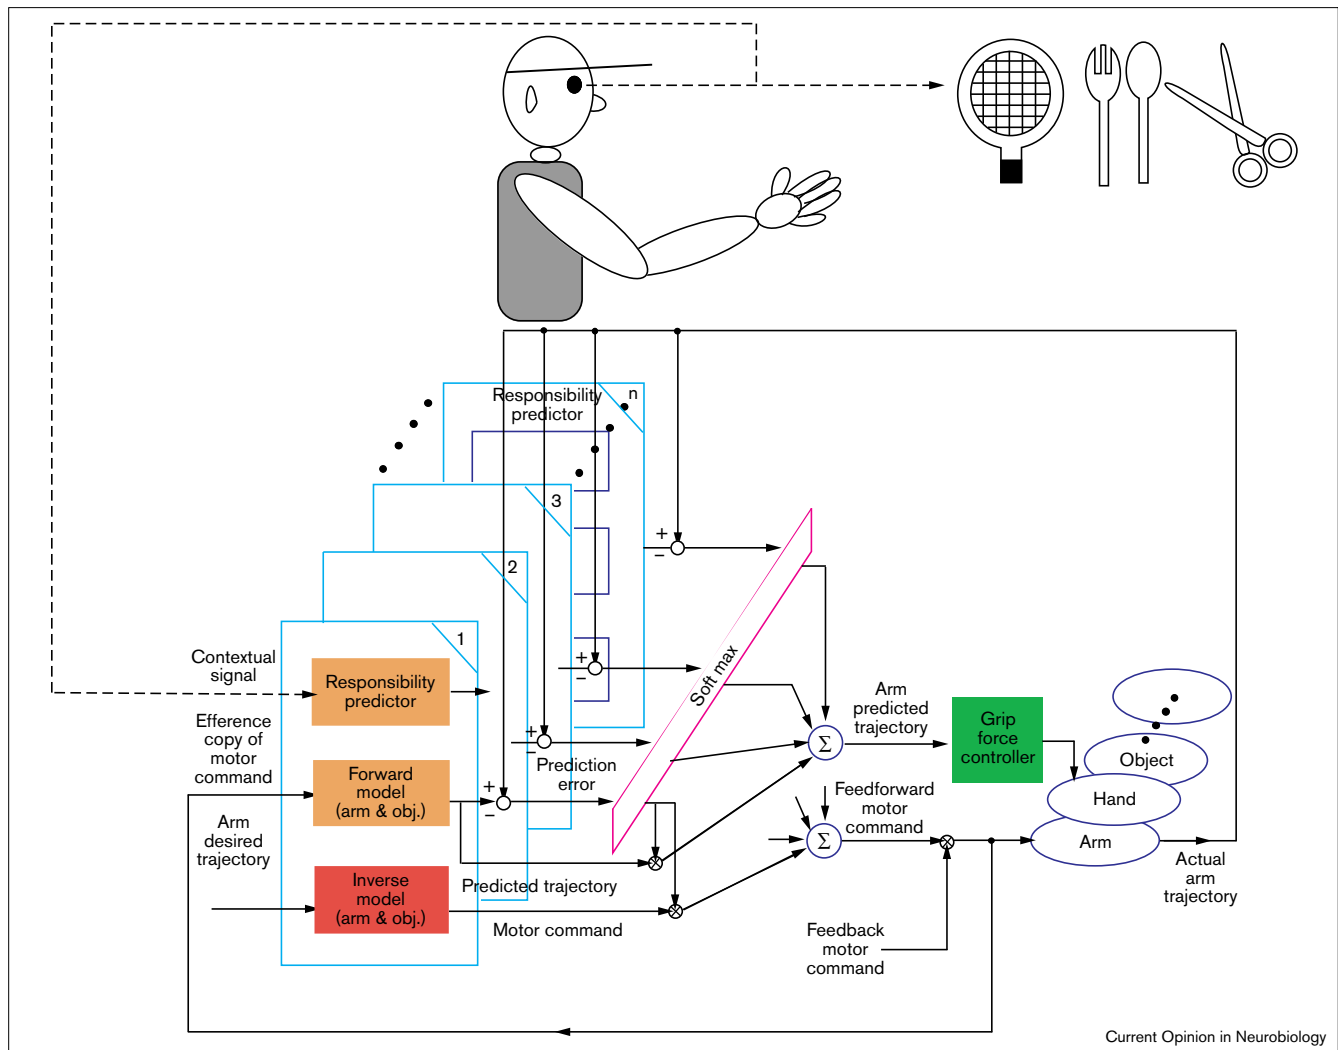 Responsibility
predictor
n
3
2
1
Contextual
signal
Responsibility
predictor
Efference
copy of
motor
command
Forward
model
(arm & obj.)
Arm
desired
trajectory
Inverse
model
(arm & obj.)
+
–
+
–
+
–
+
–
Prediction
error
Predicted trajectory
Motor command
Soft max
Σ
Σ
Arm
predicted
trajectory
Grip
force
controller
Feedforward
motor
command
Feedback
motor
command
Object
Hand
Arm
Actual
arm
trajectory
Current Opinion in Neurobiology